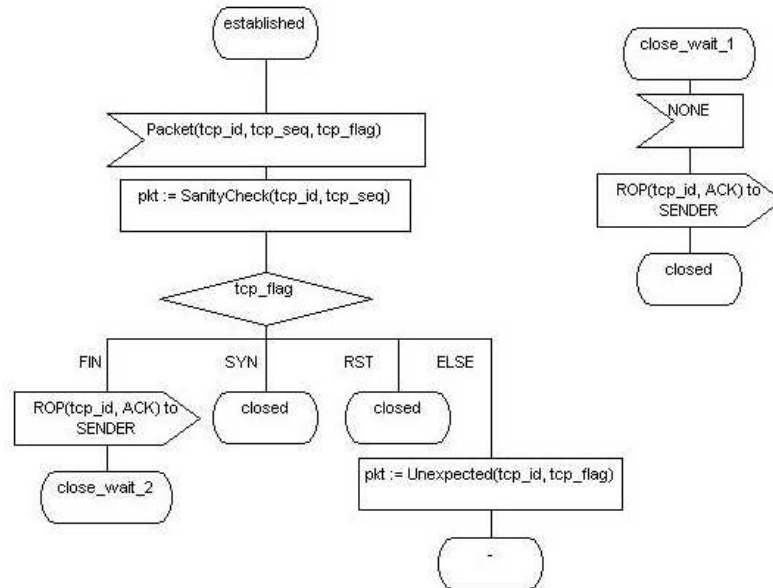 established
Packet(tcp_id, tcp_seq, tcp_flag)
pkt := SanityCheck(tcp_id, tcp_seq)
tcp_flag
FIN
SYN
RST
ELSE
ROP(tcp_id, ACK) to
SENDER
closed
closed
close_wait_2
pkt := Unexpected(tcp_id, tcp_flag)
-
close_wait_1
NONE
ROP(tcp_id, ACK) to
SENDER
closed